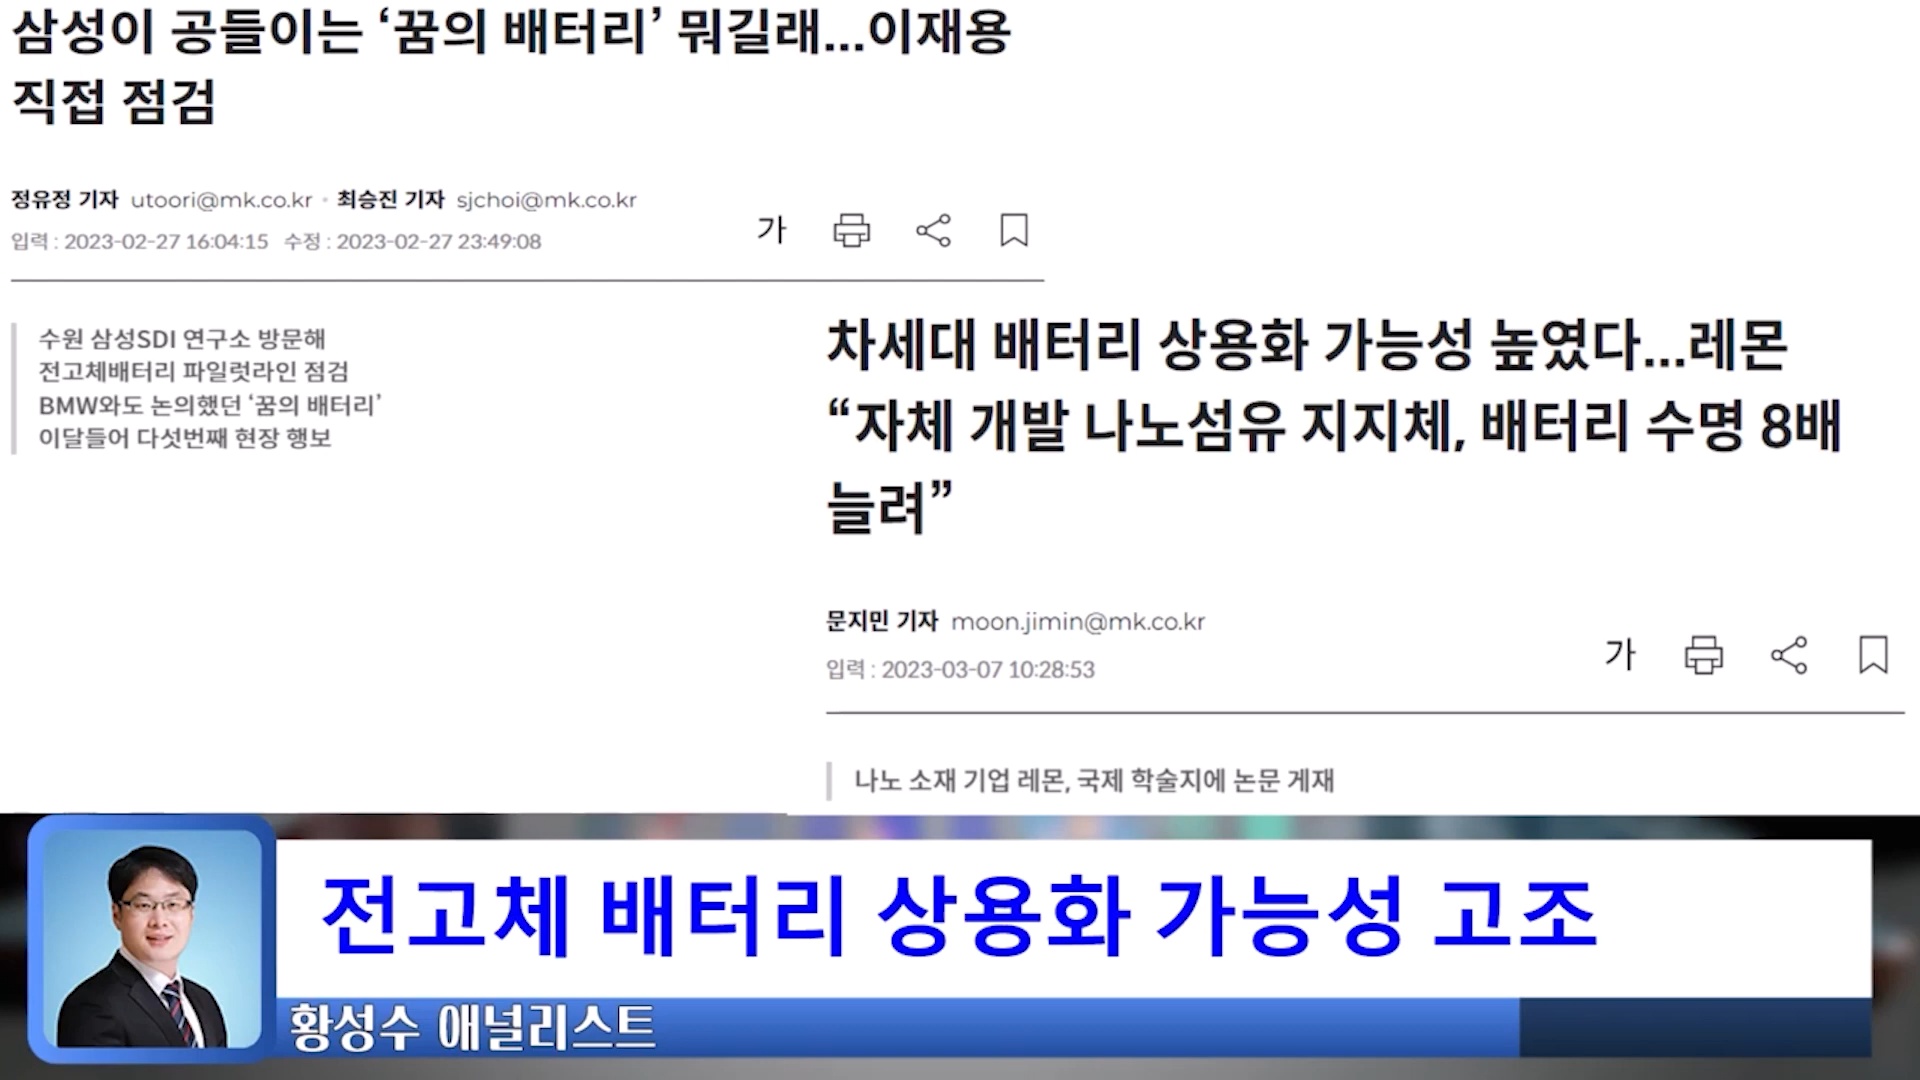 삼성이 공들이는 ‘꿈의 배터리’ 뭐길래…이재용
직접 점검
정유정 기자 utoori@mk.co.kr • 최승진 기자 sjchoi@mk.co.kr
입력 : 2023-02-27 16:04:15 수정 : 2023-02-27 23:49:08
가
수원 삼성SDI 연구소 방문해
전고체배터리 파일럿라인 점검
BMW와도 논의했던 ‘꿈의 배터리’
이달들어 다섯번째 현장 행보
차세대 배터리 상용화 가능성 높였다…레몬
“자체 개발 나노섬유 지지체, 배터리 수명 8배
늘려”
문지민 기자 moon.jimin@mk.co.kr
입력 : 2023-03-07 10:28:53
가
나노 소재 기업 레몬, 국제 학술지에 논문 게재
전고체 배터리 상용화 가능성 고조
황성수 애널리스트